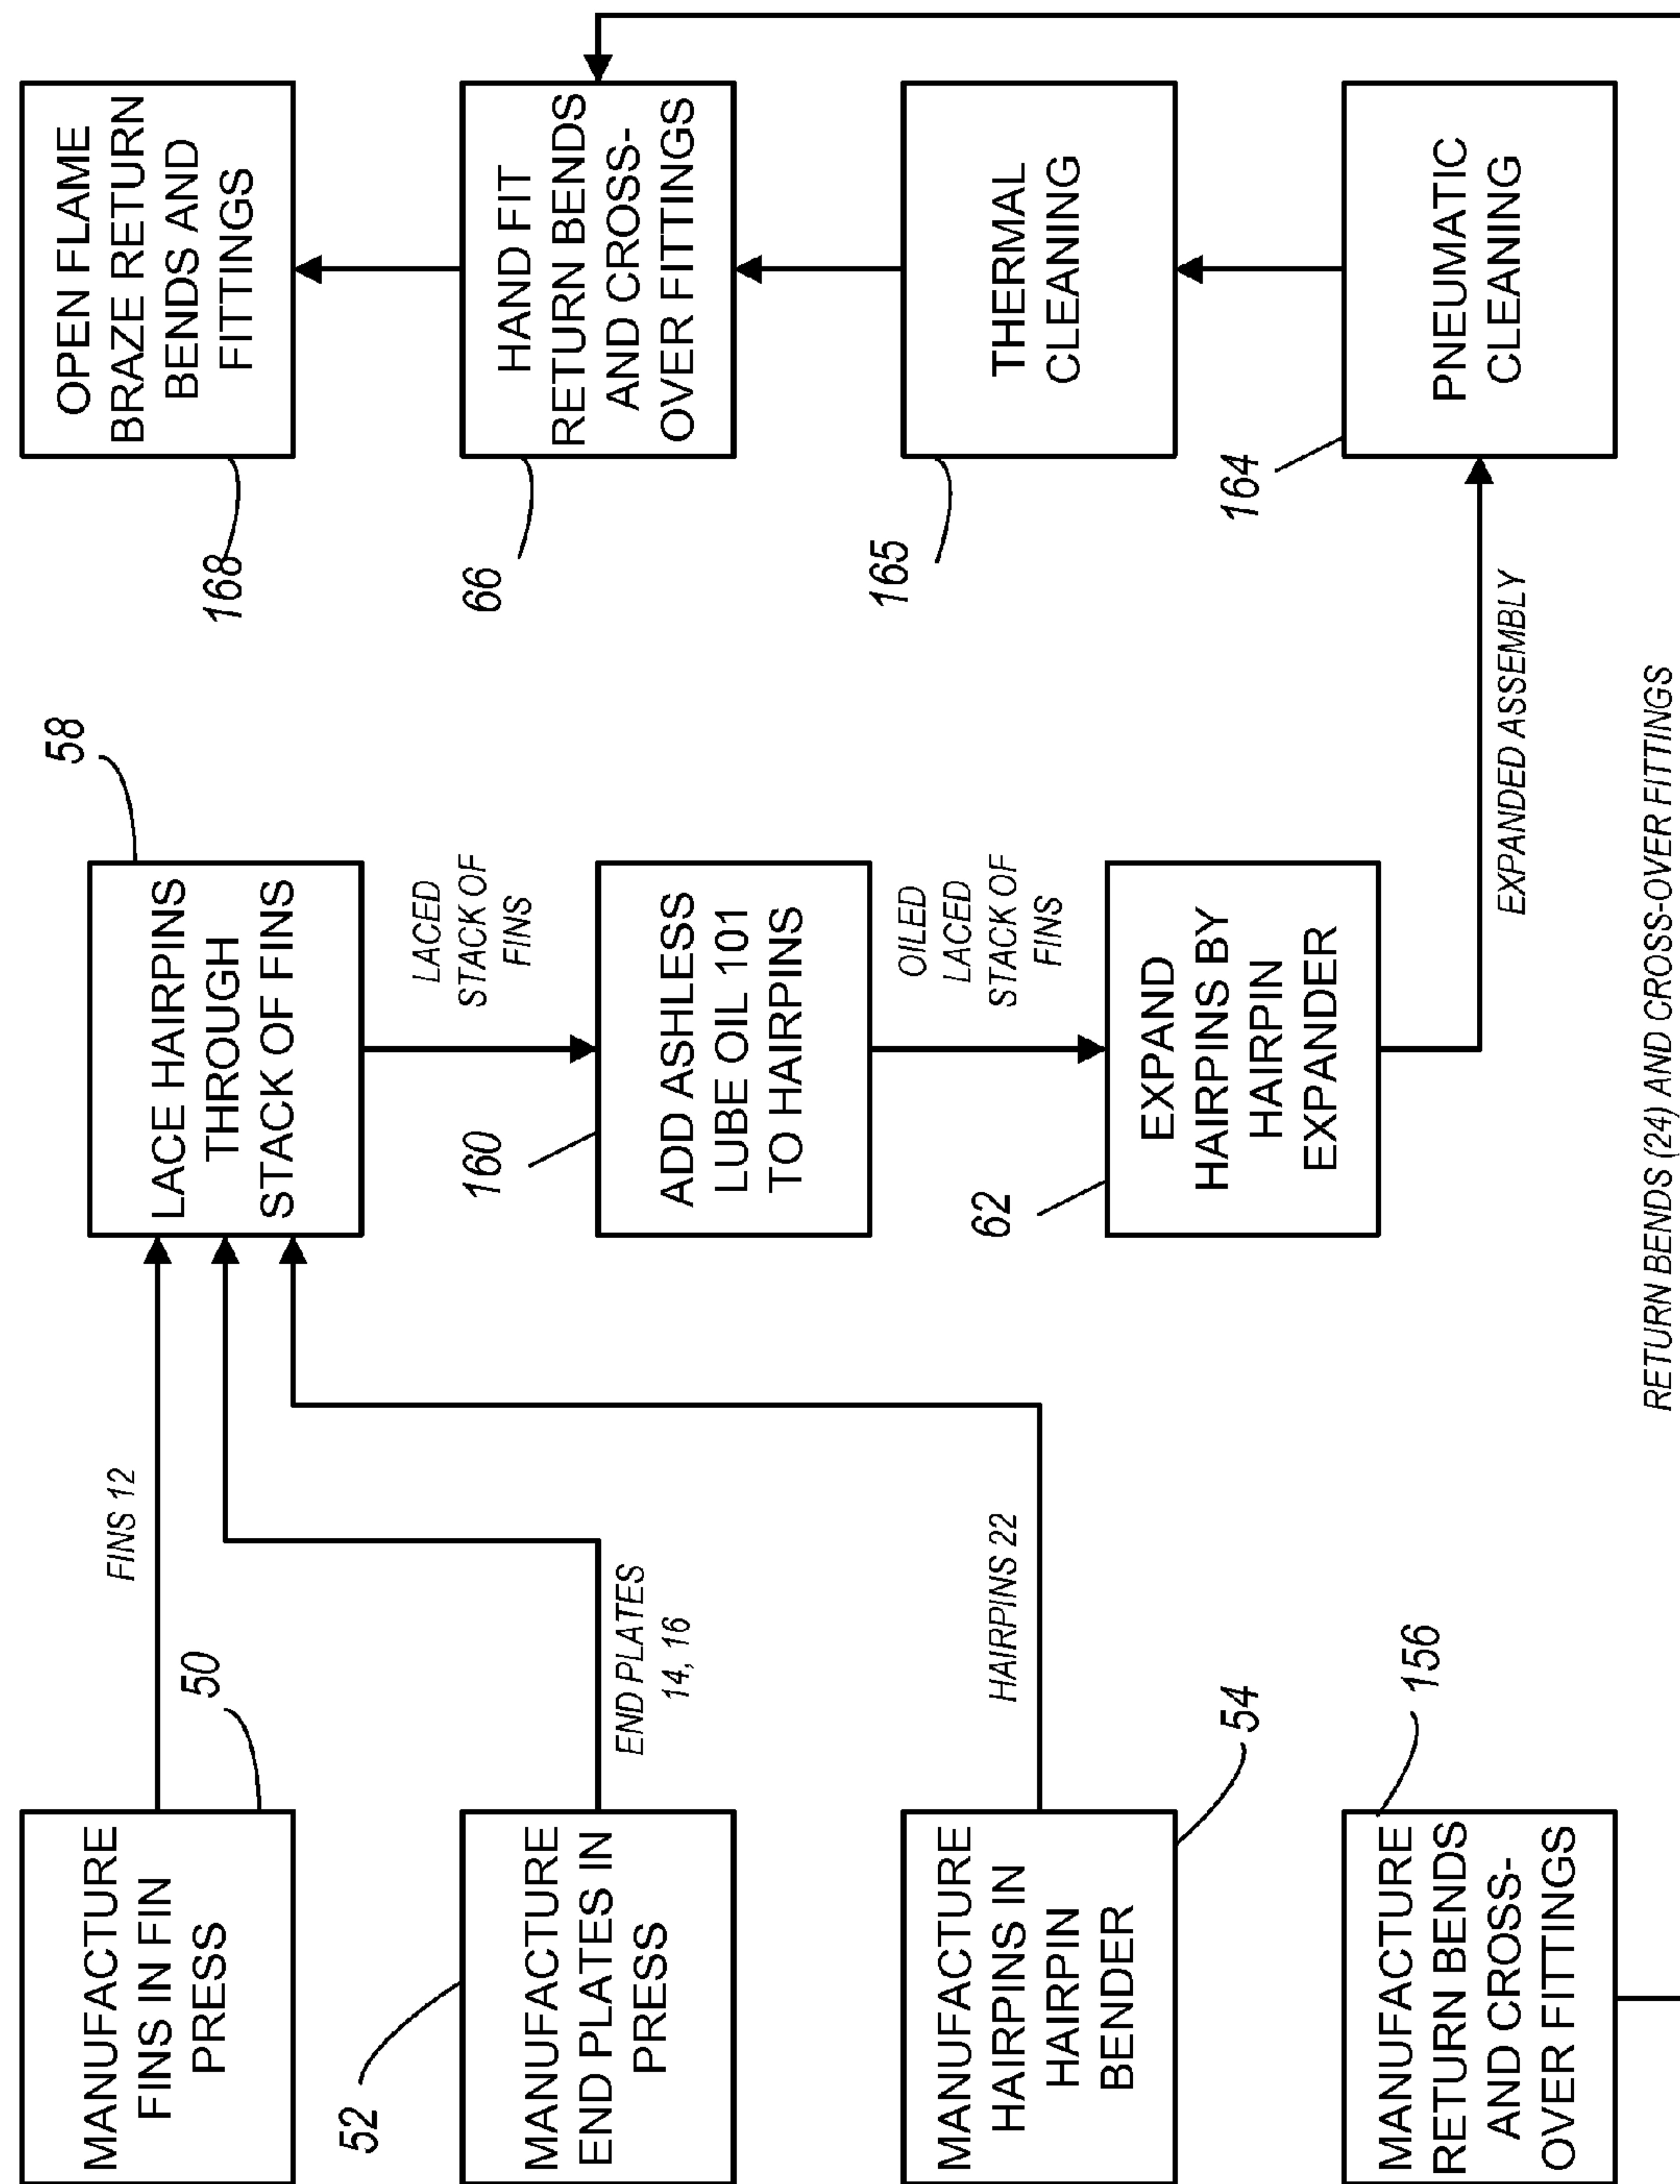 MANUFACTURE
FINS IN FIN
PRESS
50
FINS 12
MANUFACTURE
END PLATES IN
PRESS
52
END PLATES
14, 16
MANUFACTURE
HAIRPINS IN
HAIRPIN
BENDER
54
HAIRPINS 22
MANUFACTURE
RETURN BENDS
AND CROSS-
OVER FITTINGS
156
RETURN BENDS (24) AND CROSS-OVER FITTINGS
LACE HAIRPINS
THROUGH
STACK OF FINS
58
LACED
STACK OF
FINS
ADD ASHLESS
LUBE OIL 101
TO HAIRPINS
160
OILED
LACED
STACK OF
FINS
EXPAND
HAIRPINS BY
HAIRPIN
EXPANDER
62
EXPANDED ASSEMBLY
OPEN FLAME
BRAZE RETURN
BENDS AND
FITTINGS
168
HAND FIT
RETURN BENDS
AND CROSS-
OVER FITTINGS
66
THERMAL
CLEANING
165
PNEUMATIC
CLEANING
164